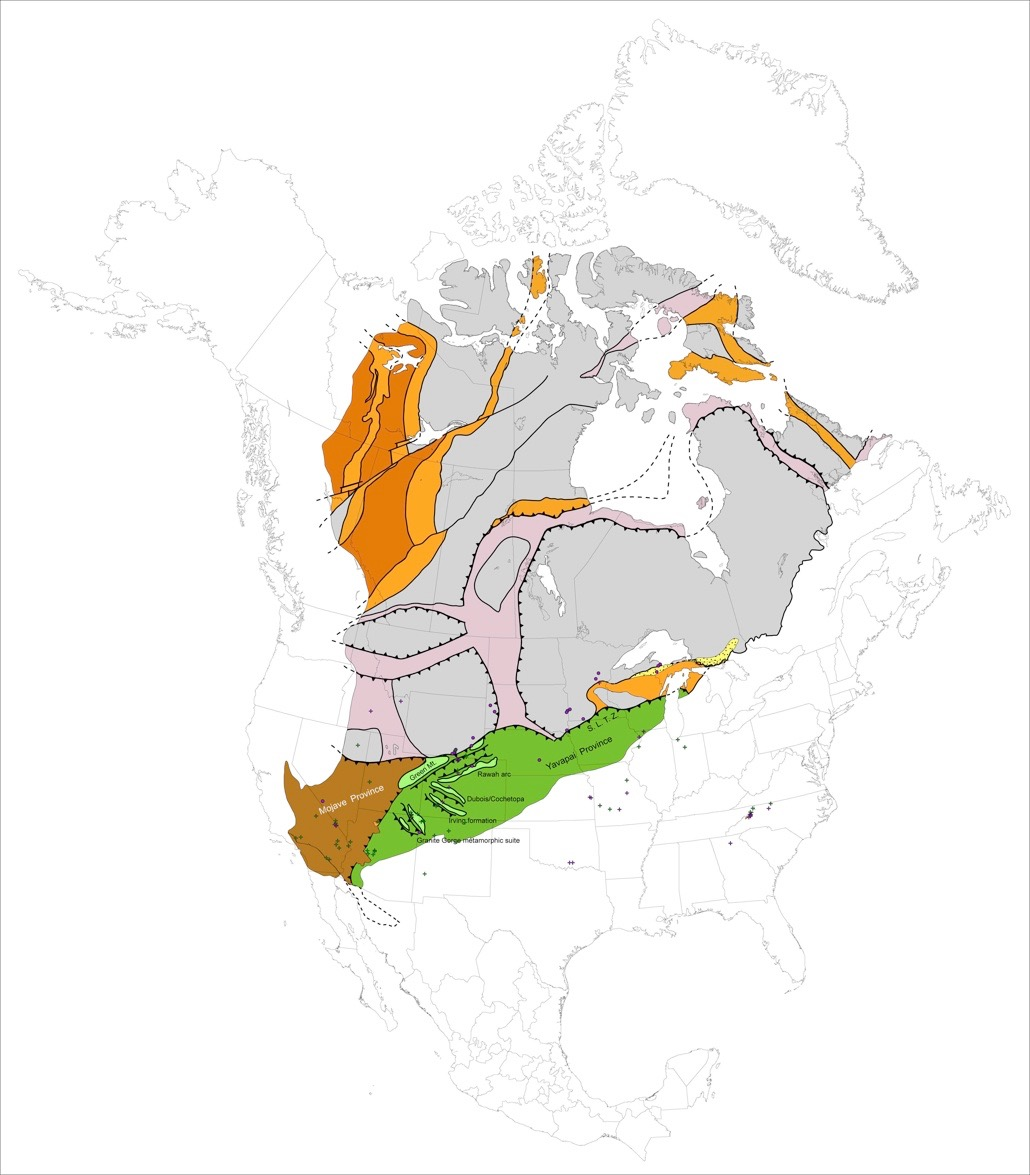 S. L. T. Z.
Yavapai Province
Green Mt.
Rawah arc
Mojave Province
Dubois/Cochetopa
Irving formation
Granite Gorge metamorphic suite